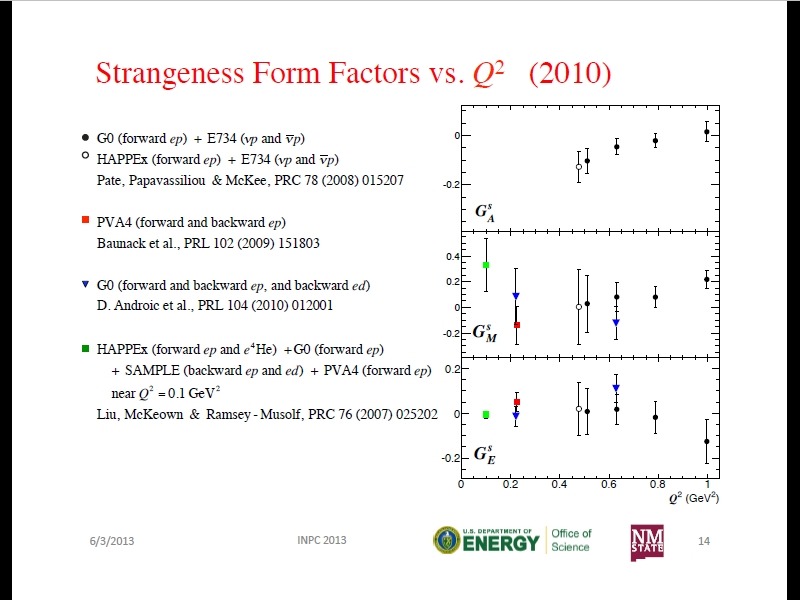 Strangeness Form Factors vs. Q² (2010)
● G0 (forward ep) + E734 (νp and ν̅p)
○ HAPPEx (forward ep) + E734 (νp and ν̅p)
Pate, Papavassiliou & McKee, PRC 78 (2008) 015207
■ PVA4 (forward and backward ep)
Baunack et al., PRL 102 (2009) 151803
▼ G0 (forward and backward ep, and backward ed)
D. Androic et al., PRL 104 (2010) 012001
■ HAPPEx (forward ep and e⁴He) +G0 (forward ep)
+ SAMPLE (backward ep and ed) + PVA4 (forward ep)
near Q² = 0.1 GeV²
Liu, McKeown & Ramsey-Musolf, PRC 76 (2007) 025202
0
-0.2
G_A^s
0.4
0.2
0
-0.2
G_M^s
0.2
0
-0.2
G_E^s
0 0.2 0.4 0.6 0.8 1
Q² (GeV²)
6/3/2013
INPC 2013
U.S. DEPARTMENT OF
ENERGY
Office of
Science
NM
STATE
14